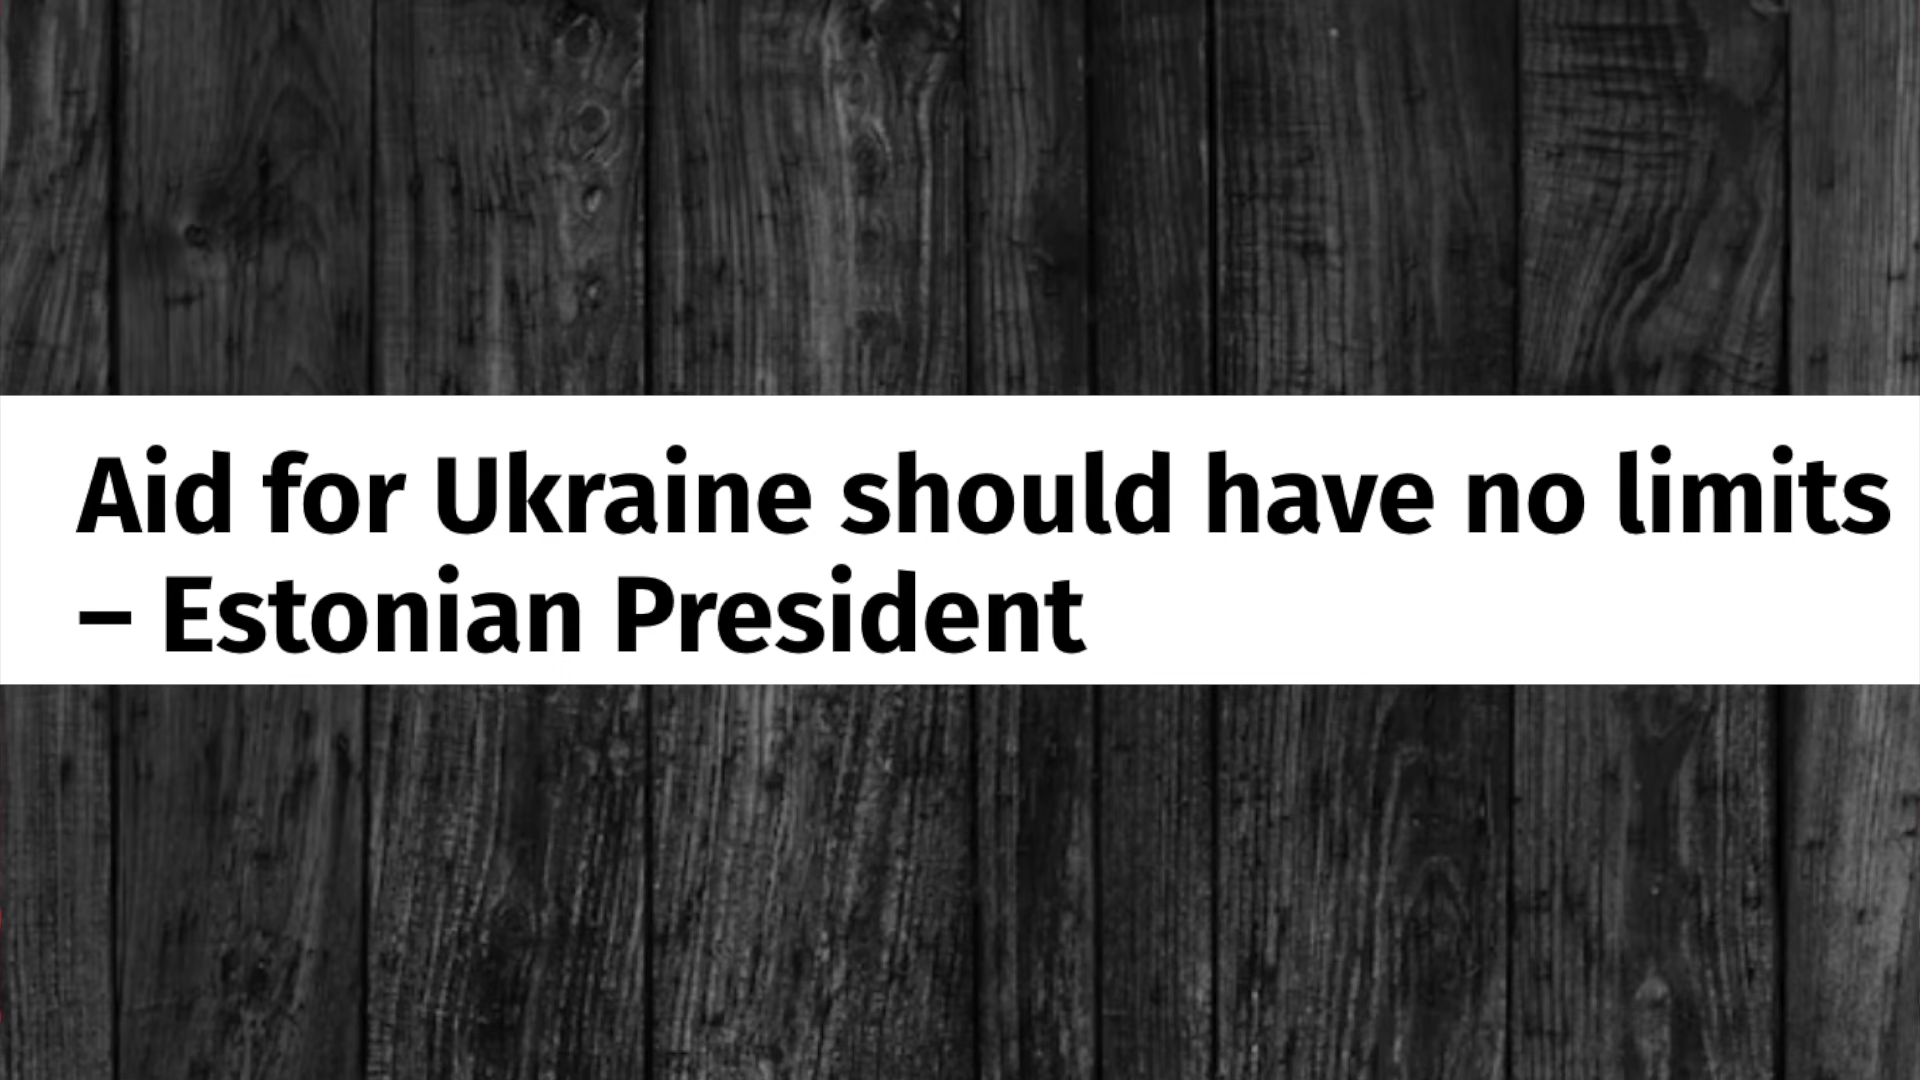 Aid for Ukraine should have no limits
– Estonian President